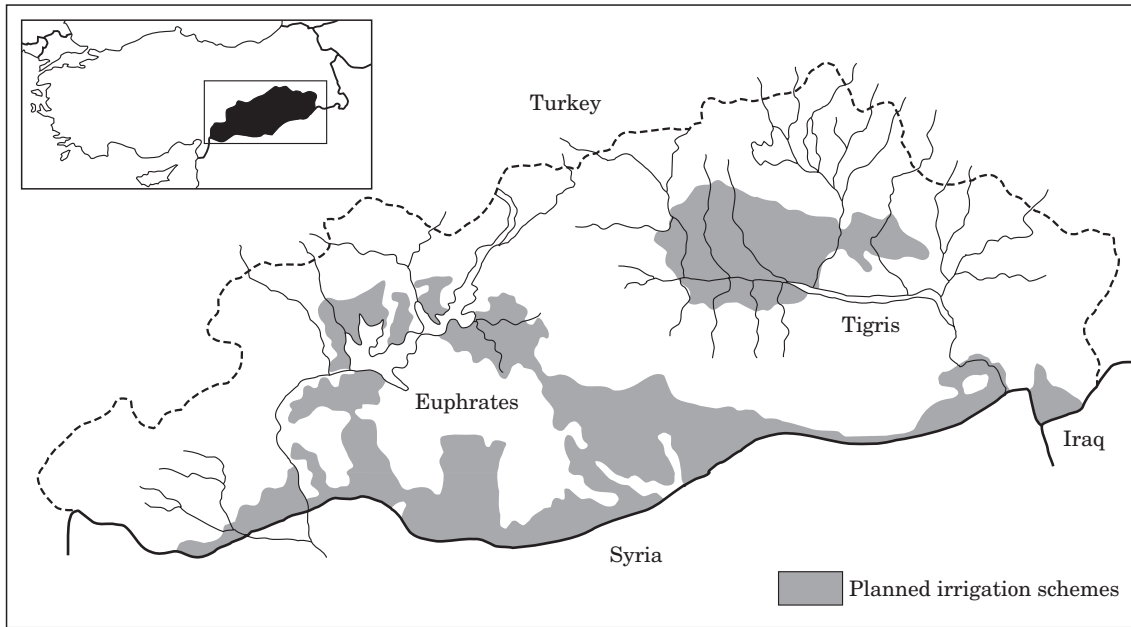 Turkey
Tigris
Euphrates
Iraq
Syria
Planned irrigation schemes